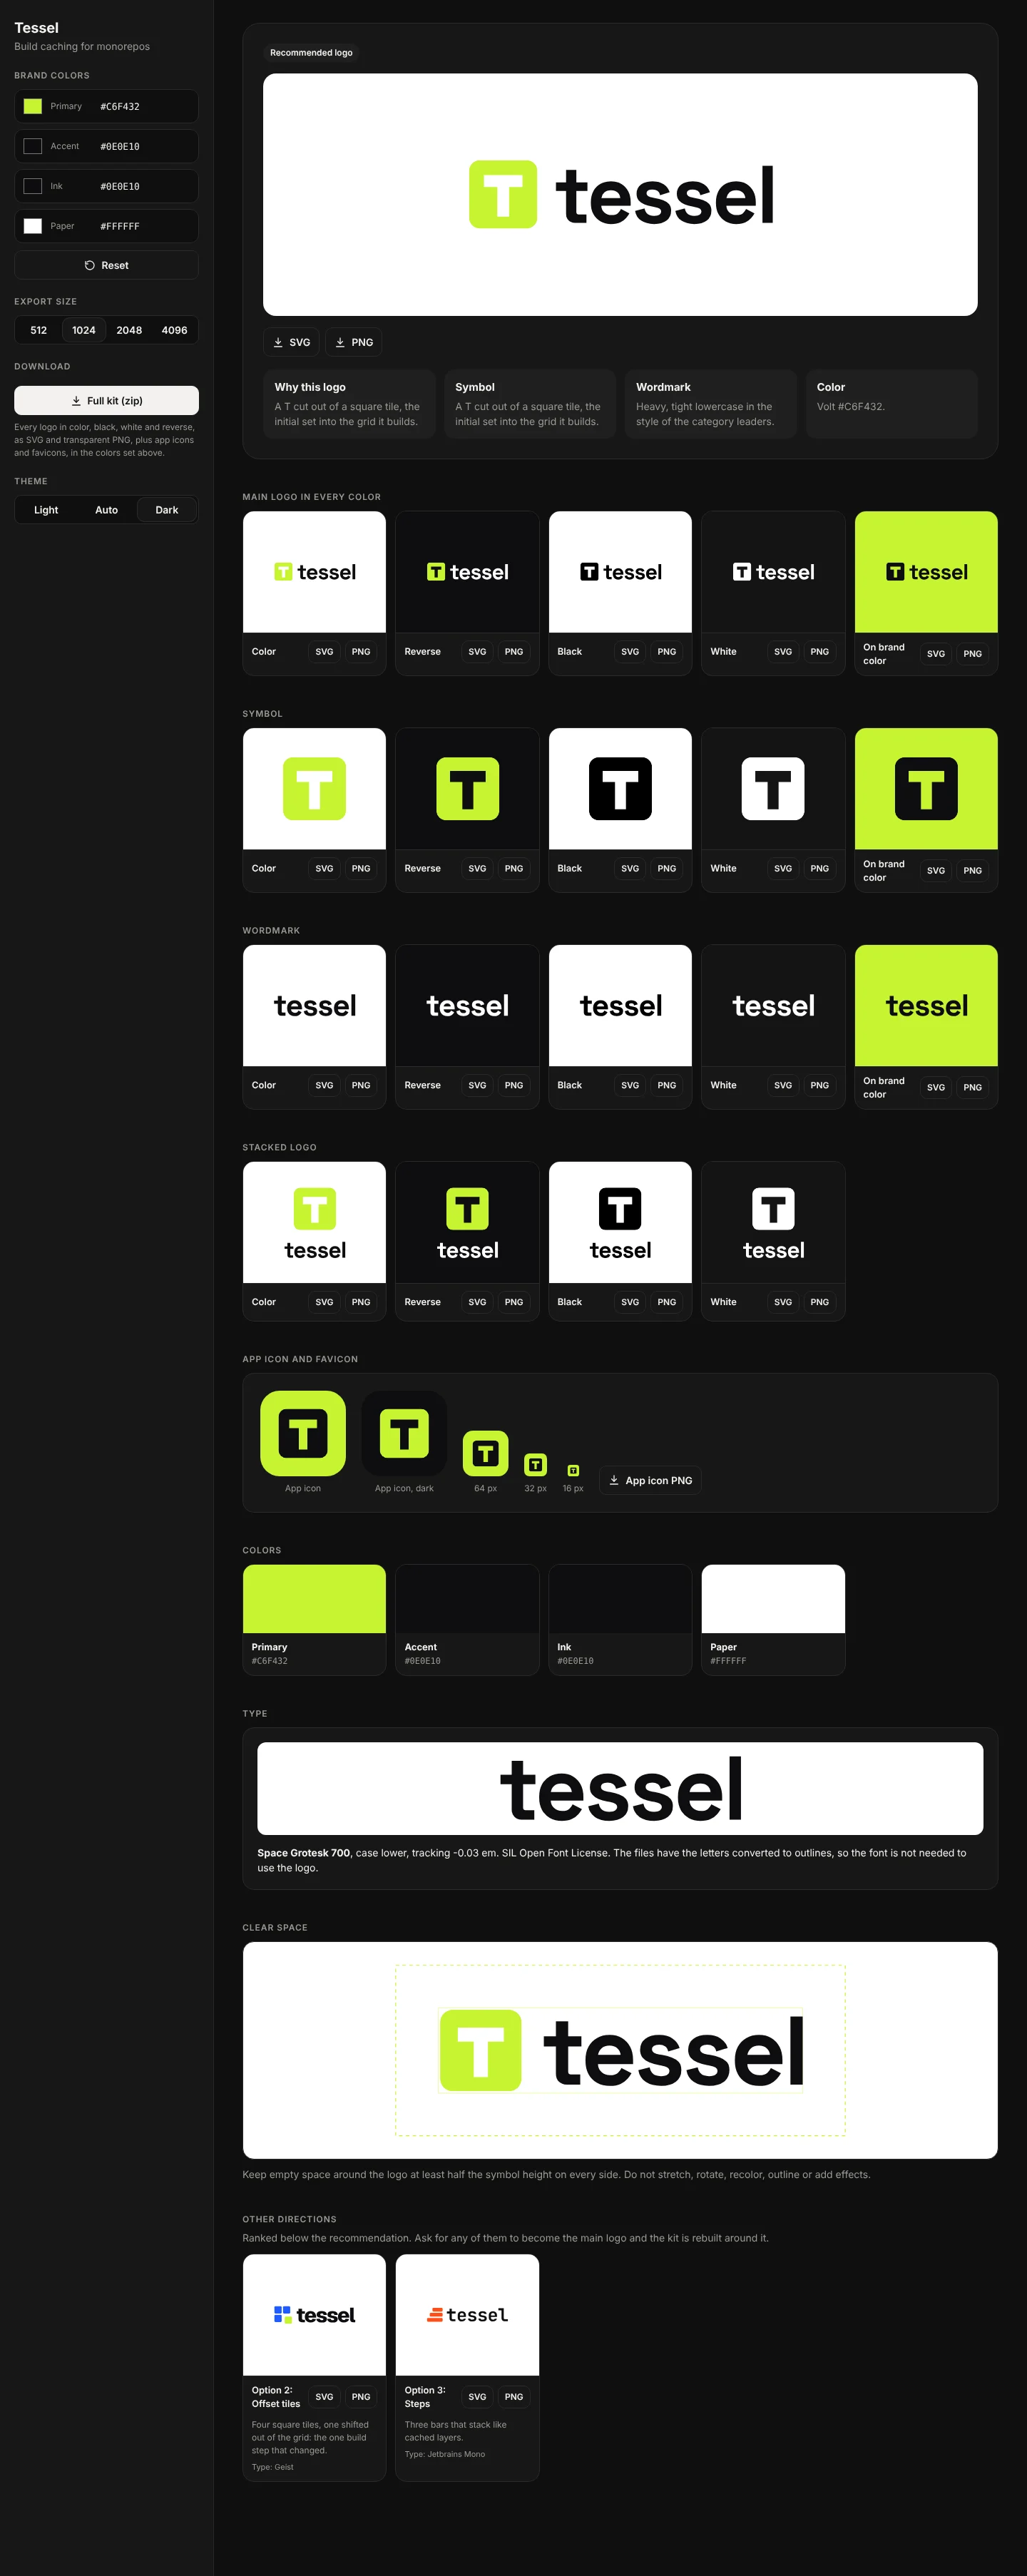 Tessel
Build caching for monorepos
BRAND COLORS
Primary #C6F432
Accent #0E0E10
Ink #0E0E10
Paper #FFFFFF
Reset
EXPORT SIZE
512 1024 2048 4096
DOWNLOAD
Full kit (zip)
Every logo in color, black, white and reverse,
as SVG and transparent PNG, plus app icons
and favicons, in the colors set above.
THEME
Light Auto Dark
Recommended logo
T tessel
SVG PNG
Why this logo
A T cut out of a square tile, the
initial set into the grid it builds.
Symbol
A T cut out of a square tile, the
initial set into the grid it builds.
Wordmark
Heavy, tight lowercase in the
style of the category leaders.
Color
Volt #C6F432.
MAIN LOGO IN EVERY COLOR
T tessel T tessel T tessel T tessel T tessel
Color SVG PNG
Reverse SVG PNG
Black SVG PNG
White SVG PNG
On brand
color SVG PNG
SYMBOL
T T T T T
Color SVG PNG
Reverse SVG PNG
Black SVG PNG
White SVG PNG
On brand
color SVG PNG
WORDMARK
tessel tessel tessel tessel tessel
Color SVG PNG
Reverse SVG PNG
Black SVG PNG
White SVG PNG
On brand
color SVG PNG
STACKED LOGO
T T T T
tessel tessel tessel tessel
Color SVG PNG
Reverse SVG PNG
Black SVG PNG
White SVG PNG
APP ICON AND FAVICON
T T T T T
App icon App icon, dark 64 px 32 px 16 px
App icon PNG
COLORS
Primary
#C6F432
Accent
#0E0E10
Ink
#0E0E10
Paper
#FFFFFF
TYPE
tessel
Space Grotesk 700, case lower, tracking -0.03 em. SIL Open Font License. The files have the letters converted to outlines, so the font is not needed to
use the logo.
CLEAR SPACE
T tessel
Keep empty space around the logo at least half the symbol height on every side. Do not stretch, rotate, recolor, outline or add effects.
OTHER DIRECTIONS
Ranked below the recommendation. Ask for any of them to become the main logo and the kit is rebuilt around it.
tessel
Option 2:
Offset tiles SVG PNG
Four square tiles, one shifted
out of the grid: the one build
step that changed.
Type: Geist
tessel
Option 3:
Steps SVG PNG
Three bars that stack like
cached layers.
Type: Jetbrains Mono